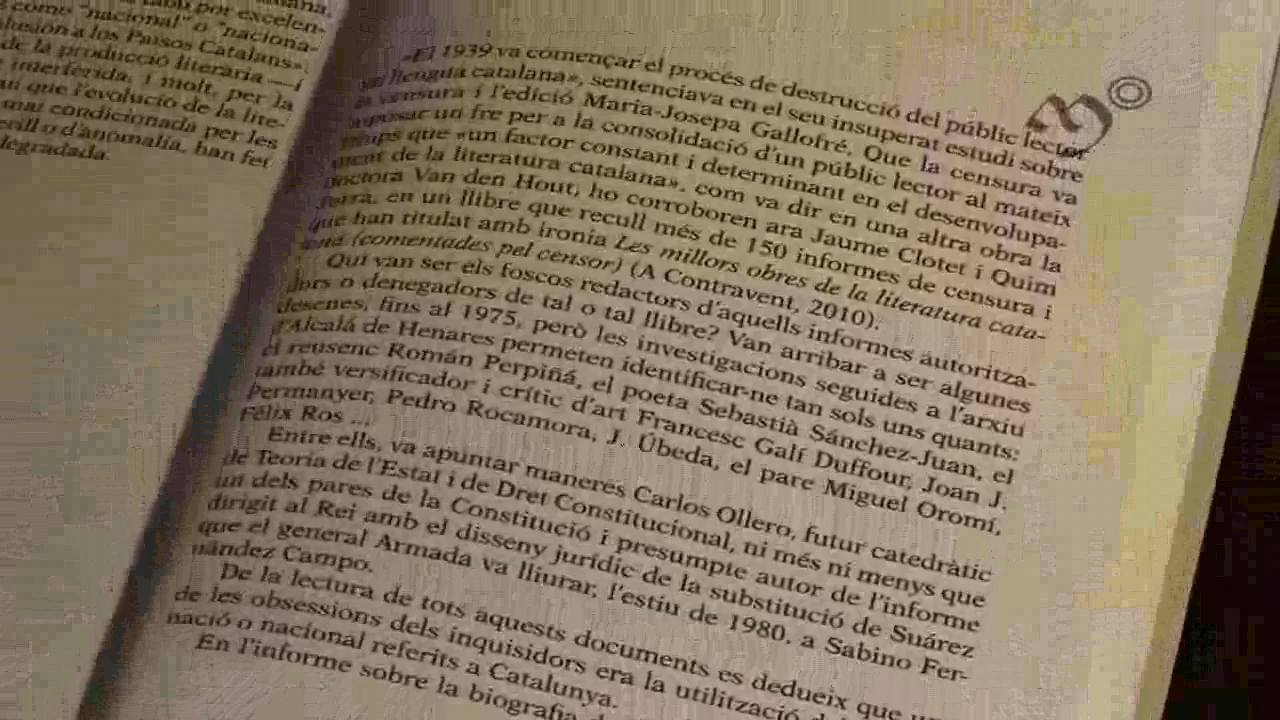 por excelen-
como "nacional" o "naciona-
lusión a los Països Catalans».
de la producció literària —i
interferida, i molt, per la
que l'evolució de la lite-
mai condicionada per les
o d'anomalia, han fet
degradada.
«El 1939 va començar el procés de destrucció del públic lector
llengua catalana», sentenciava en el seu insuperat estudi sobre
la censura i l'edició Maria-Josepa Gallofré. Que la censura va
imposar un fre per a la consolidació d'un públic lector al mateix
temps que «un factor constant i determinant en el desenvolupa-
ment de la literatura catalana», com va dir en una altra obra la
doctora Van den Hout, ho corroboren ara Jaume Clotet i Quim
Torra, en un llibre que recull més de 150 informes de censura i
que han titulat amb ironia Les millors obres de la literatura cata-
lana (comentades pel censor) (A Contravent, 2010).
Qui van ser els foscos redactors d'aquells informes autoritza-
dors o denegadors de tal o tal llibre? Van arribar a ser algunes
desenes, fins al 1975, però les investigacions seguides a l'arxiu
d'Alcalá de Henares permeten identificar-ne tan sols uns quants:
el reusenc Román Perpiñá, el poeta Sebastià Sánchez-Juan, el
també versificador i crític d'art Francesc Galí Duffour, Joan J.
Permanyer, Pedro Rocamora, J. Úbeda, el pare Miguel Oromí,
Félix Ros ...
Entre ells, va apuntar maneres Carlos Ollero, futur catedràtic
de Teoria de l'Estat i de Dret Constitucional, ni més ni menys que
un dels pares de la Constitució i presumpte autor de l'informe
dirigit al Rei amb el disseny jurídic de la substitució de Suárez
que el general Armada va lliurar, l'estiu de 1980, a Sabino Fer-
nández Campo.
De la lectura de tots aquests documents es dedueix que
de les obsessions dels inquisidors era la utilització
nació o nacional referits a Catalunya.
En l'informe sobre la biografia